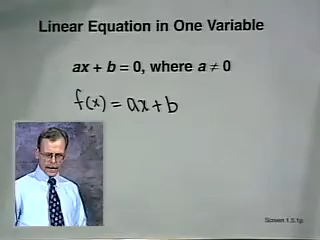 Linear Equation in One Variable
ax + b = 0, where a ≠ 0
f(x) = ax + b
Screen 1.5.1p